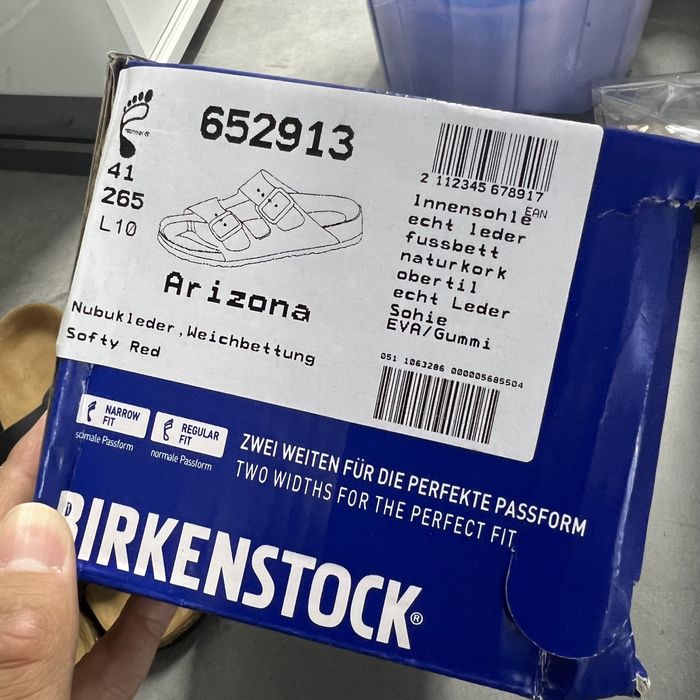 652913
41
265
L10
2 112345 678917
EAN
Innensohle
echt leder
fussbett
naturkork
obertil
echt Leder
Sohie
EVA/Gummi
Arizona
Nubukleder,Weichbettung
Softy Red
051 1063286 000005685504
NARROW
FIT
schmale Passform
REGULAR
FIT
normale Passform
ZWEI WEITEN FÜR DIE PERFEKTE PASSFORM
TWO WIDTHS FOR THE PERFECT FIT
BIRKENSTOCK®